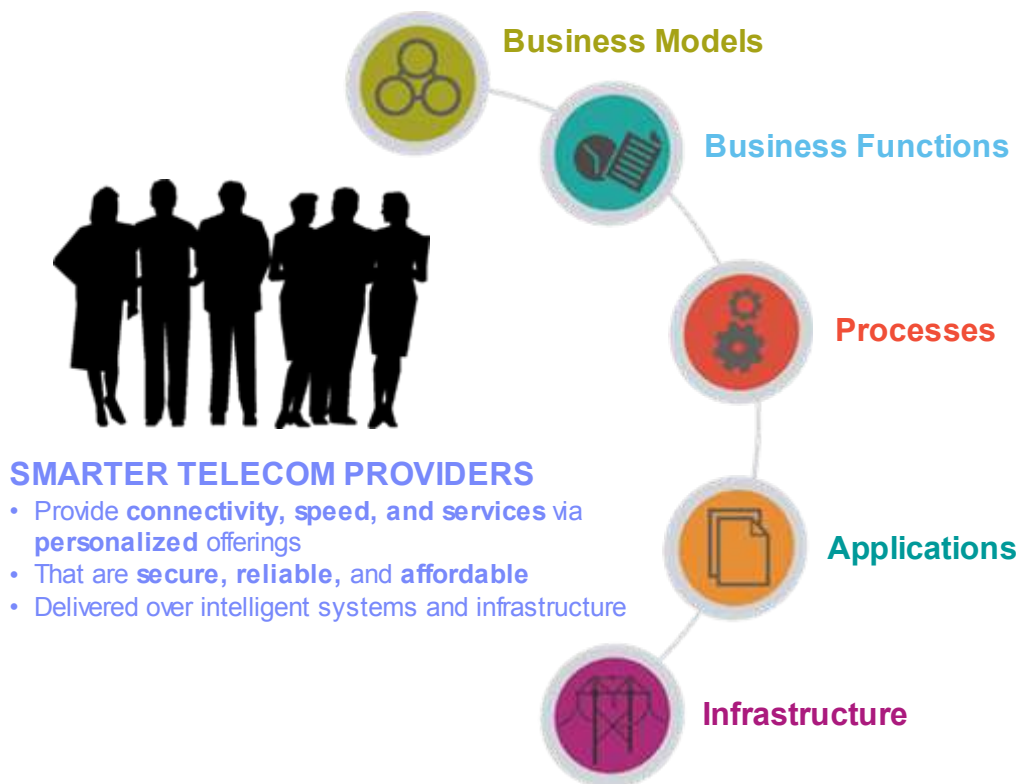 Business Models
Business Functions
Processes
SMARTER TELECOM PROVIDERS
• Provide connectivity, speed, and services via
personalized offerings
• That are secure, reliable, and affordable
• Delivered over intelligent systems and infrastructure
Applications
Infrastructure